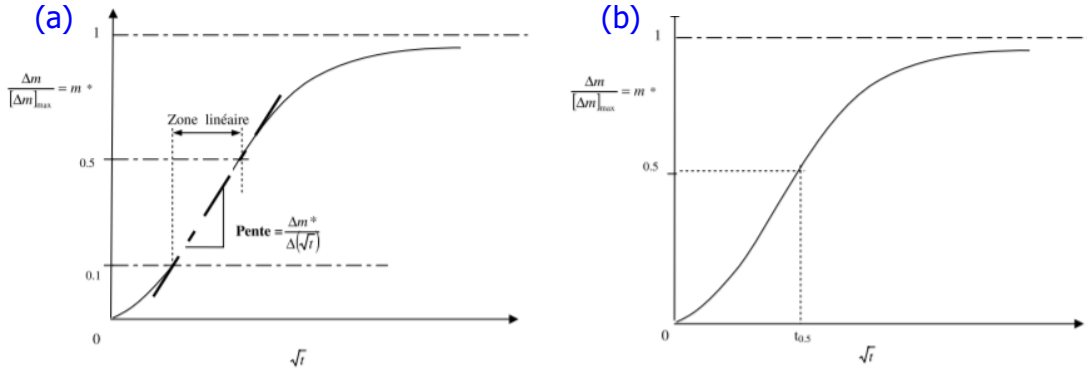 (a)
1
Δm / [Δm]max = m *
Zone linéaire
0.5
Pente = Δm * / Δ(√t)
0.1
0
√t
(b)
1
Δm / [Δm]max = m *
0.5
0
t0.5
√t